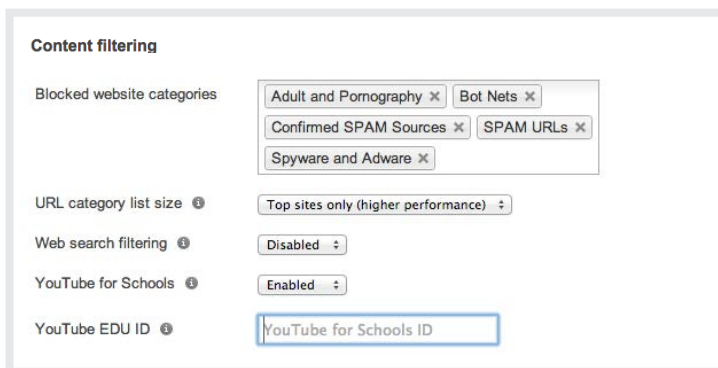 Content filtering
Blocked website categories
Adult and Pornography × Bot Nets ×
Confirmed SPAM Sources × SPAM URLs ×
Spyware and Adware ×
URL category list size i Top sites only (higher performance)
Web search filtering i Disabled
YouTube for Schools i Enabled
YouTube EDU ID i YouTube for Schools ID